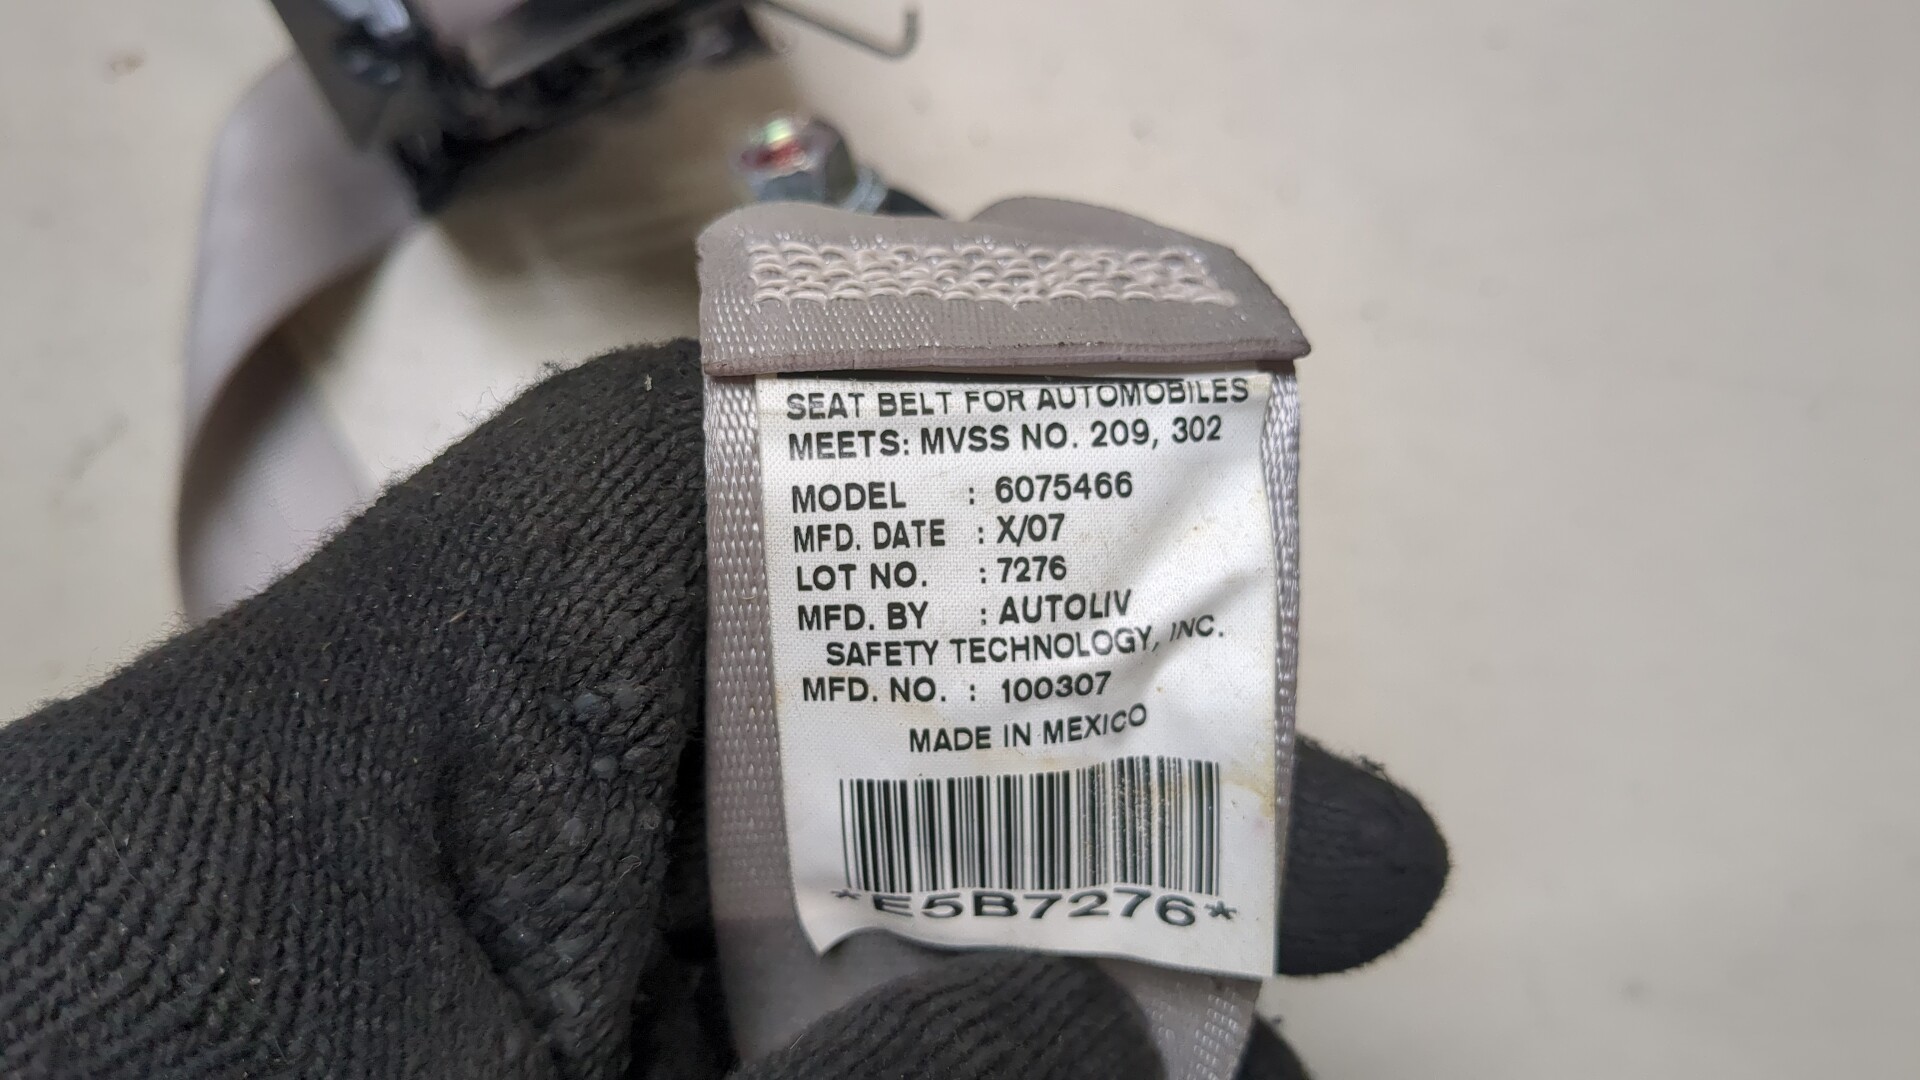 SEAT BELT FOR AUTOMOBILES
MEETS: MVSS NO. 209, 302
MODEL : 6075466
MFD. DATE : X/07
LOT NO. : 7276
MFD. BY : AUTOLIV
SAFETY TECHNOLOGY, INC.
MFD. NO. : 100307
MADE IN MEXICO
*E5B7276*